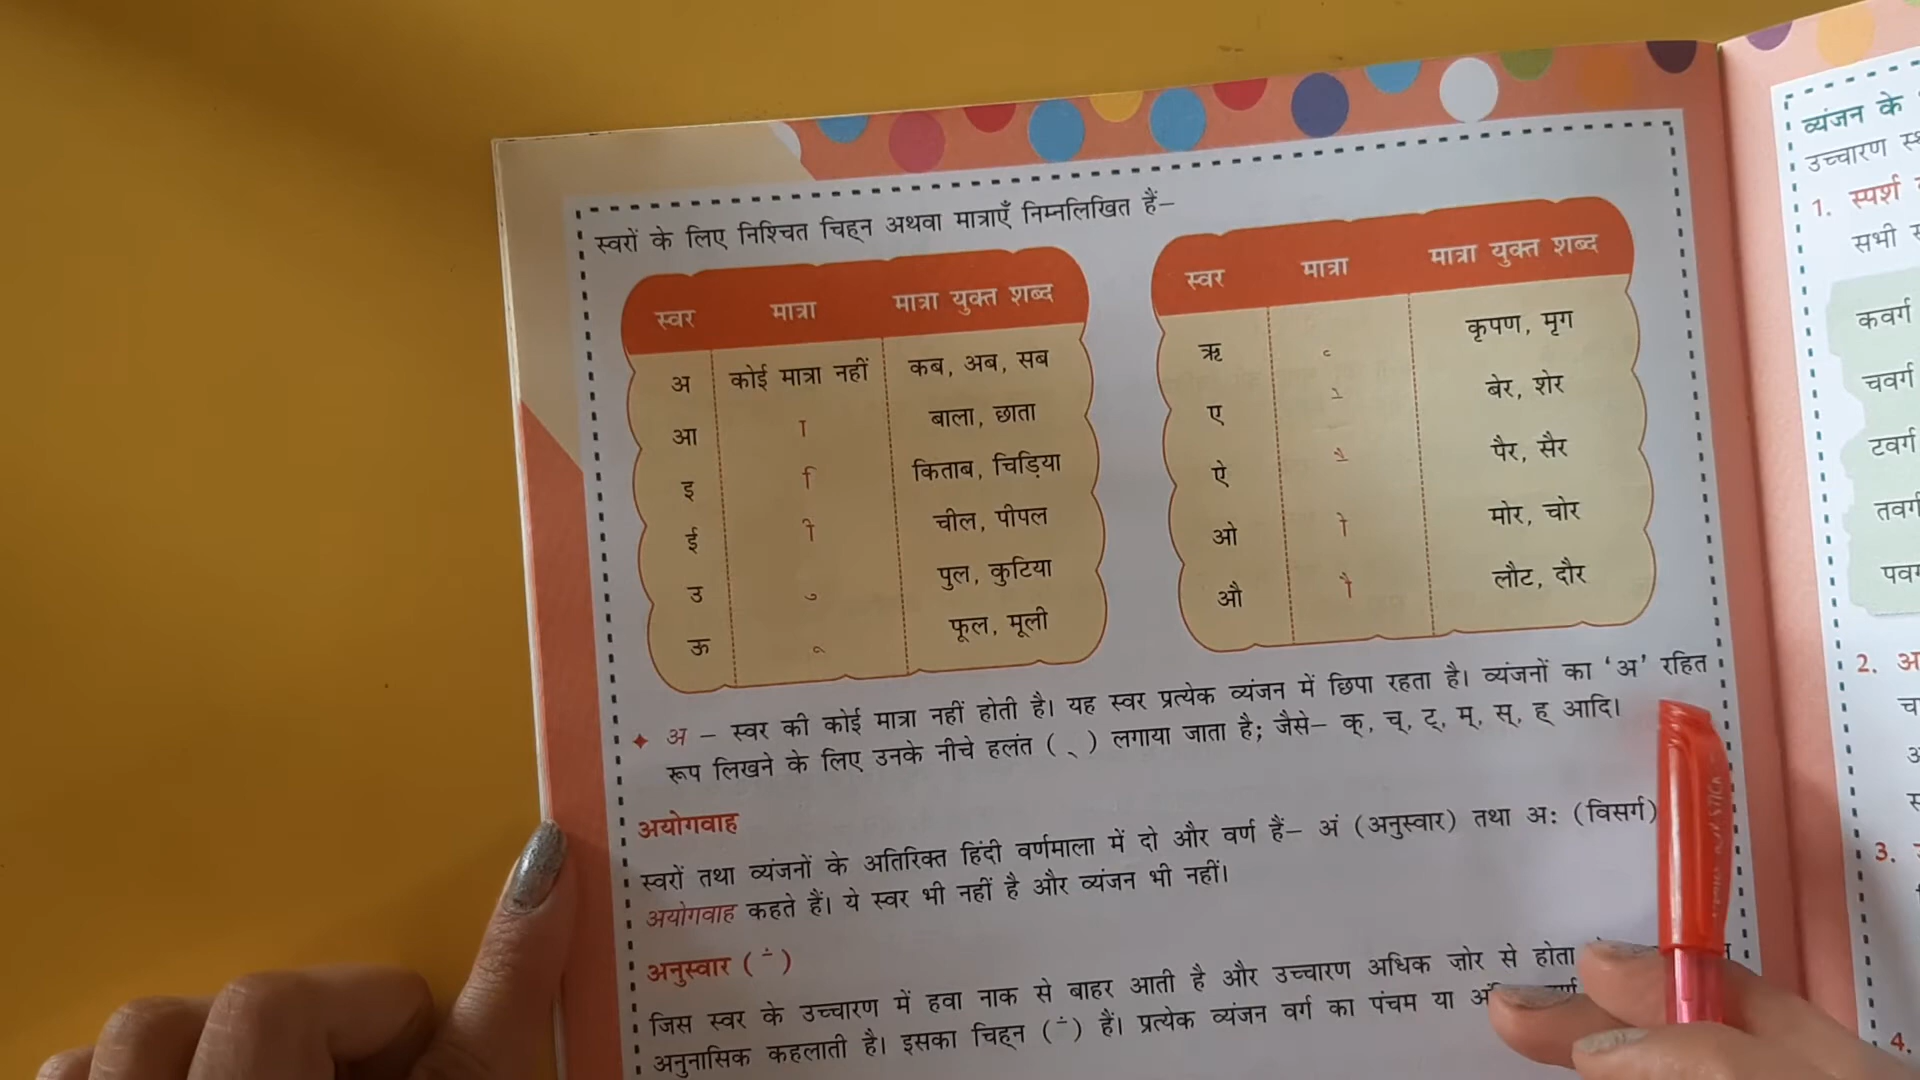 स्वरों के लिए निश्चित चिह्न अथवा मात्राएँ निम्नलिखित हैं–
स्वर मात्रा मात्रा युक्त शब्द
अ कोई मात्रा नहीं कब, अब, सब
आ ा बाला, छाता
इ ि किताब, चिड़िया
ई ी चील, पीपल
उ ु पुल, कुटिया
ऊ ू फूल, मूली
स्वर मात्रा मात्रा युक्त शब्द
ऋ ृ कृपण, मृग
ए े बेर, शेर
ऐ ै पैर, सैर
ओ ो मोर, चोर
औ ौ लौट, दौर
अ – स्वर की कोई मात्रा नहीं होती है। यह स्वर प्रत्येक व्यंजन में छिपा रहता है। व्यंजनों का ‘अ’ रहित
रूप लिखने के लिए उनके नीचे हलंत ( ् ) लगाया जाता है; जैसे– क्, च्, ट्, म्, स्, ह् आदि।
अयोगवाह
स्वरों तथा व्यंजनों के अतिरिक्त हिंदी वर्णमाला में दो और वर्ण हैं– अं (अनुस्वार) तथा अः (विसर्ग)
अयोगवाह कहते हैं। ये स्वर भी नहीं है और व्यंजन भी नहीं।
अनुस्वार ( ं )
जिस स्वर के उच्चारण में हवा नाक से बाहर आती है और उच्चारण अधिक ज़ोर से होता
अनुनासिक कहलाती है। इसका चिह्न ( ं ) हैं। प्रत्येक व्यंजन वर्ग का पंचम या
व्यंजन के
उच्चारण
1. स्पर्श
सभी
कवर्ग
चवर्ग
टवर्ग
तवर्ग
2.
3.
4.